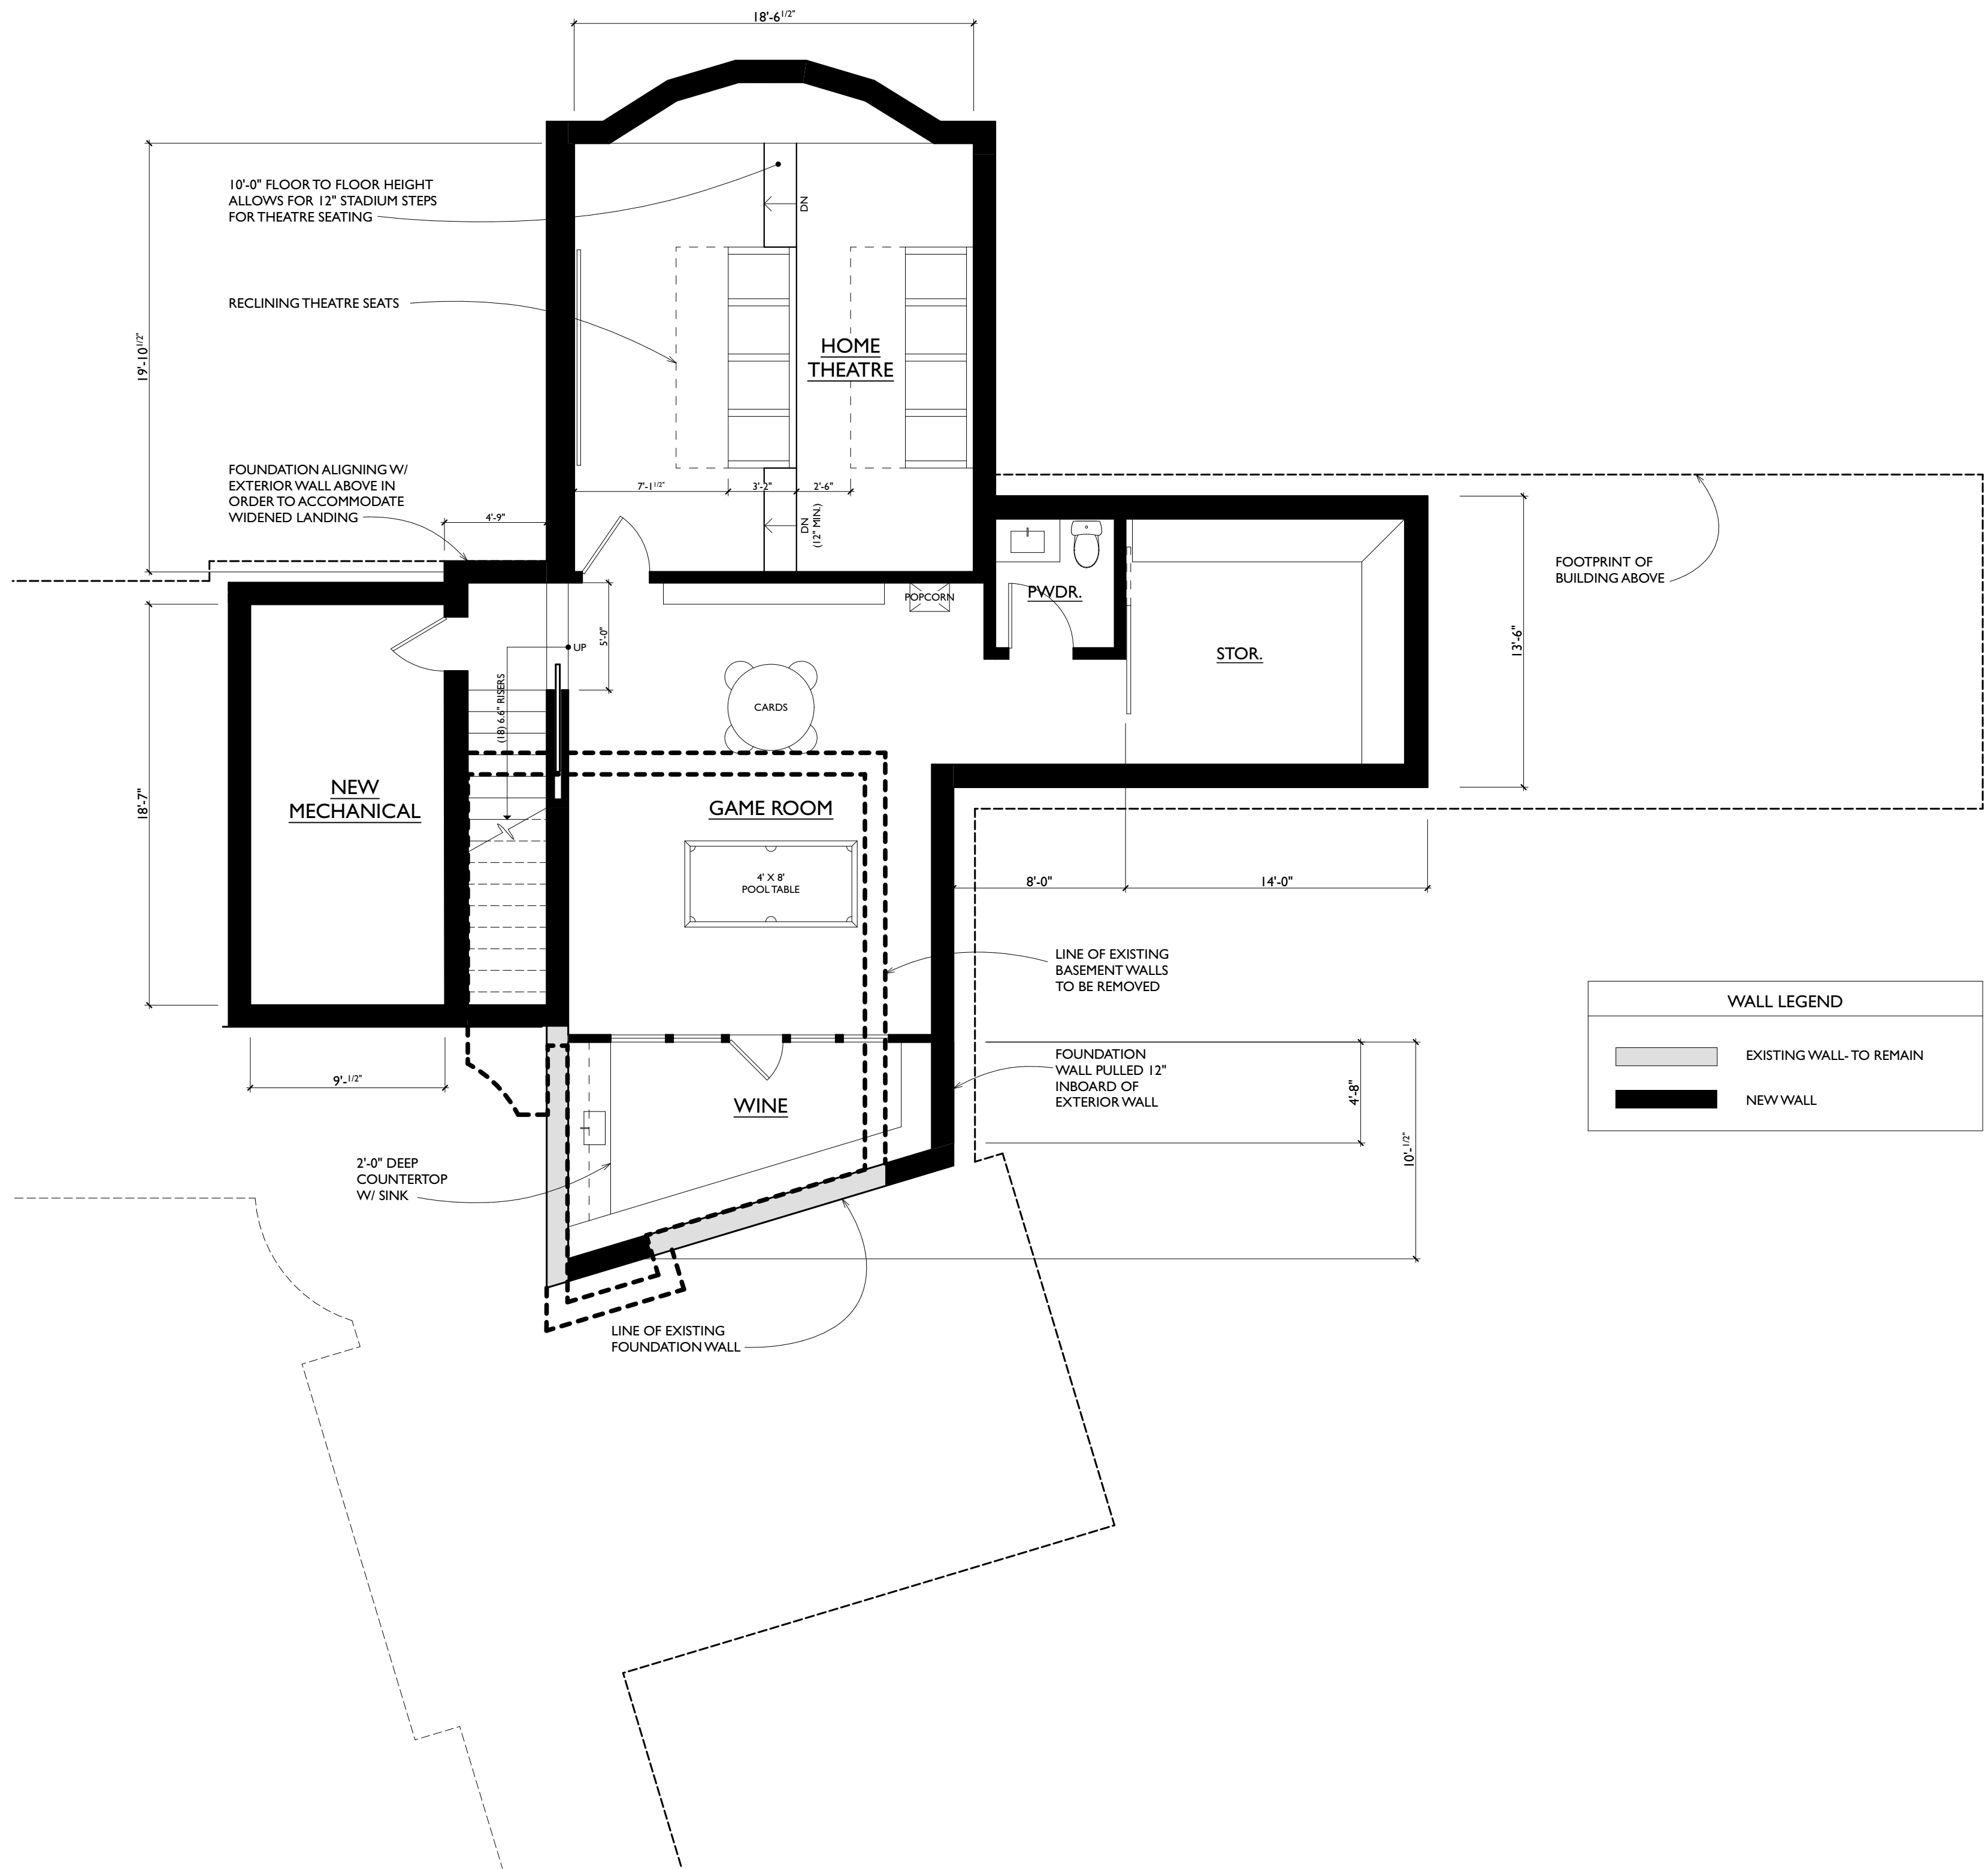 18'-6 1/2"
10'-0" FLOOR TO FLOOR HEIGHT
ALLOWS FOR 12" STADIUM STEPS
FOR THEATRE SEATING
DN
RECLINING THEATRE SEATS
19'-10 1/2"
HOME
THEATRE
FOUNDATION ALIGNING W/
EXTERIOR WALL ABOVE IN
ORDER TO ACCOMMODATE
WIDENED LANDING
4'-9"
7'-1 1/2"
3'-2"
2'-6"
DN
(12" MIN.)
FOOTPRINT OF
BUILDING ABOVE
POPCORN
PWDR.
5'-0"
UP
STOR.
13'-6"
(18) 6.6" RISERS
CARDS
NEW
MECHANICAL
18'-7"
GAME ROOM
4' X 8'
POOL TABLE
8'-0"
14'-0"
LINE OF EXISTING
BASEMENT WALLS
TO BE REMOVED
WALL LEGEND
EXISTING WALL- TO REMAIN
NEW WALL
9'-1/2"
WINE
FOUNDATION
WALL PULLED 12"
INBOARD OF
EXTERIOR WALL
4'-8"
10'-1/2"
2'-0" DEEP
COUNTERTOP
W/ SINK
LINE OF EXISTING
FOUNDATION WALL